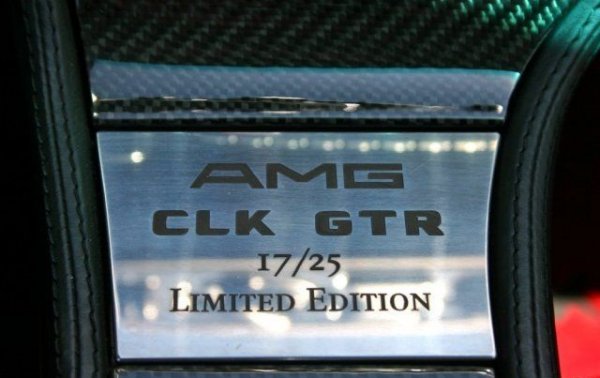 AMG
CLK GTR
17/25
LIMITED EDITION